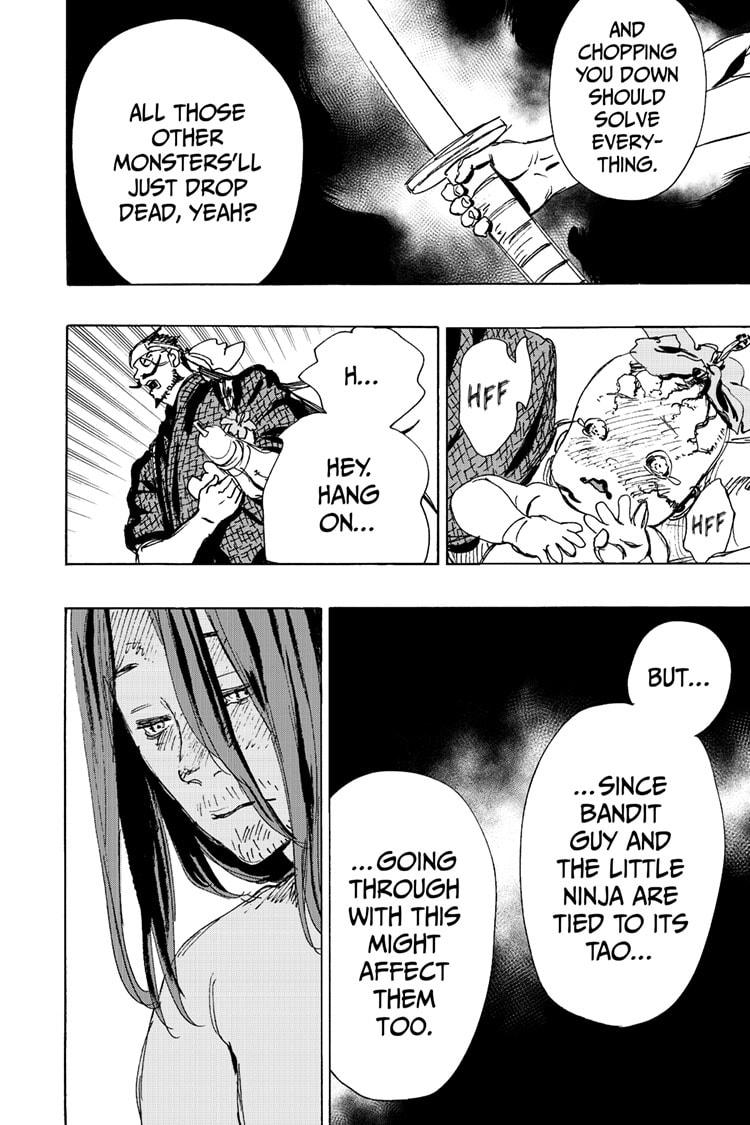 AND
CHOPPING
YOU DOWN
SHOULD
SOLVE
EVERY-
THING.
ALL THOSE
OTHER
MONSTERS'LL
JUST DROP
DEAD, YEAH?
HFF
HFF
H...
HEY.
HANG
ON...
BUT...
...SINCE
BANDIT
GUY AND
THE LITTLE
NINJA ARE
TIED TO ITS
TAO...
...GOING
THROUGH
WITH THIS
MIGHT
AFFECT
THEM
TOO.